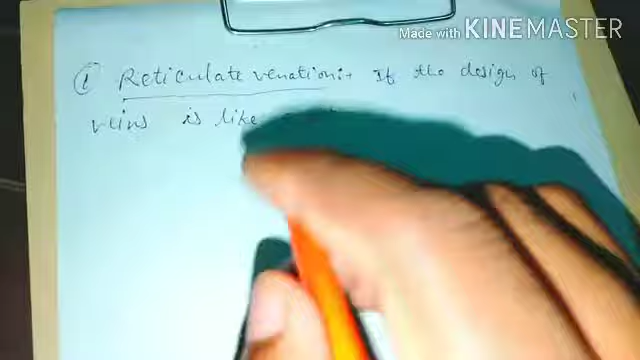 Made with KINEMASTER
① Reticulate venation:- If the design of
veins is like